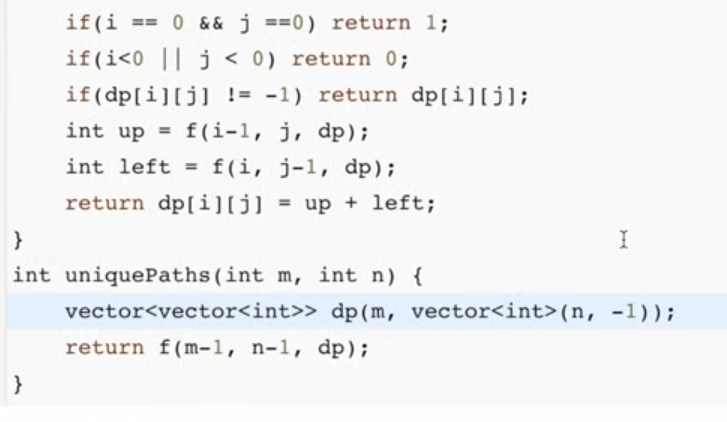 if(i == 0 && j ==0) return 1;
if(i<0 || j < 0) return 0;
if(dp[i][j] != -1) return dp[i][j];
int up = f(i-1, j, dp);
int left = f(i, j-1, dp);
return dp[i][j] = up + left;
}
int uniquePaths(int m, int n) {
vector<vector<int>> dp(m, vector<int>(n, -1));
return f(m-1, n-1, dp);
}